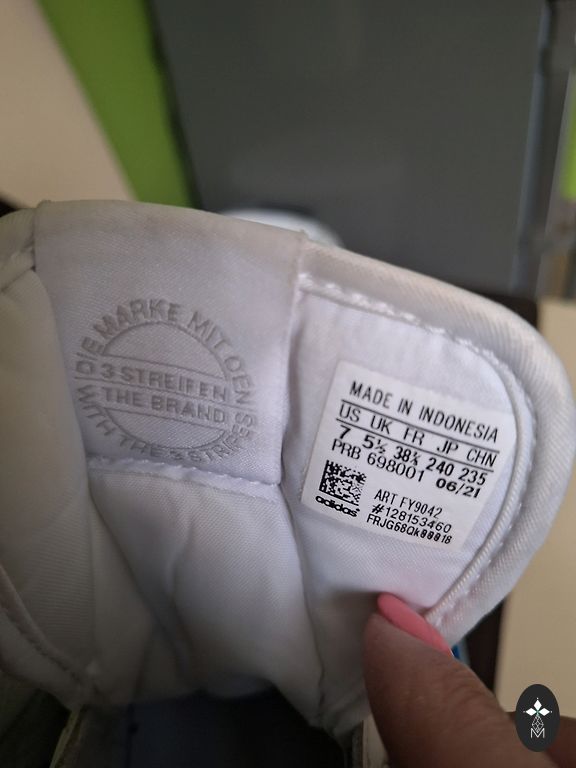 DIE MARKE MIT DEN
3 STREIFEN
THE BRAND
WITH THE 3 STRIPES
MADE IN INDONESIA
US UK FR JP CHN
7 5½ 38⅔ 240 235
PRB 698001 06/21
ART FY9042
#128153460
adidas
FRJG68Qk00018
M